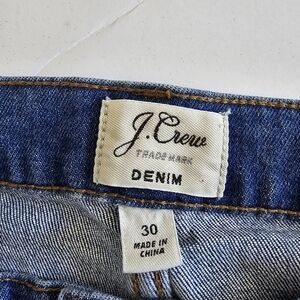 J.Crew
TRADE MARK
DENIM
30
MADE IN
CHINA